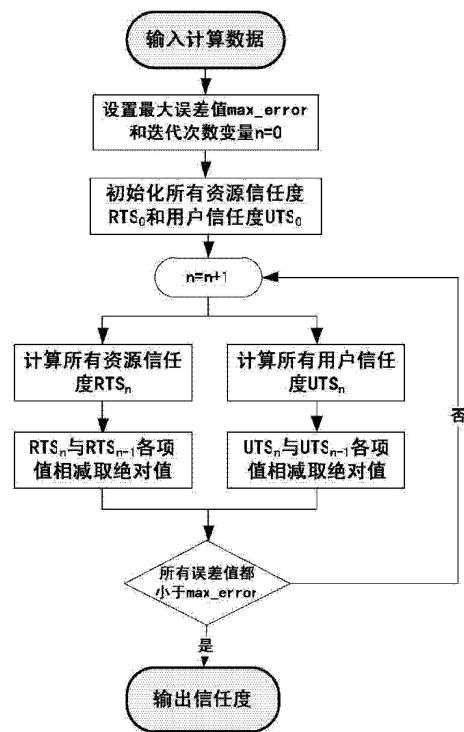 输入计算数据
设置最大误差值max_error
和迭代次数变量n=0
初始化所有资源信任度
RTS₀和用户信任度UTS₀
n=n+1
计算所有资源信任
度RTSₙ
计算所有用户信任
度UTSₙ
否
RTSₙ与RTSₙ₋₁各项
值相减取绝对值
UTSₙ与UTSₙ₋₁各项
值相减取绝对值
所有误差值都
小于max_error
是
输出信任度